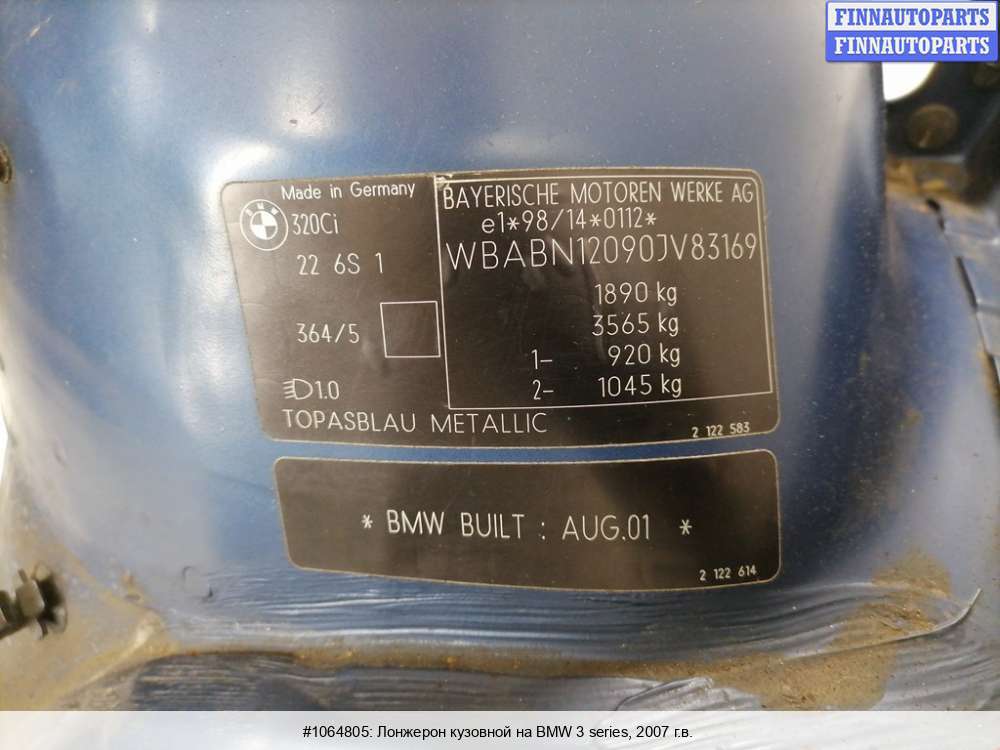 FINNAUTOPARTS
FINNAUTOPARTS
Made in Germany
BMW
320Ci
22 6S 1
364/5
1.0
TOPASBLAU METALLIC
BAYERISCHE MOTOREN WERKE AG
e1*98/14*0112*
WBABN12090JV83169
1890 kg
3565 kg
1- 920 kg
2- 1045 kg
2 122 583
* BMW BUILT : AUG.01 *
2 122 614
#1064805: Лонжерон кузовной на BMW 3 series, 2007 г.в.